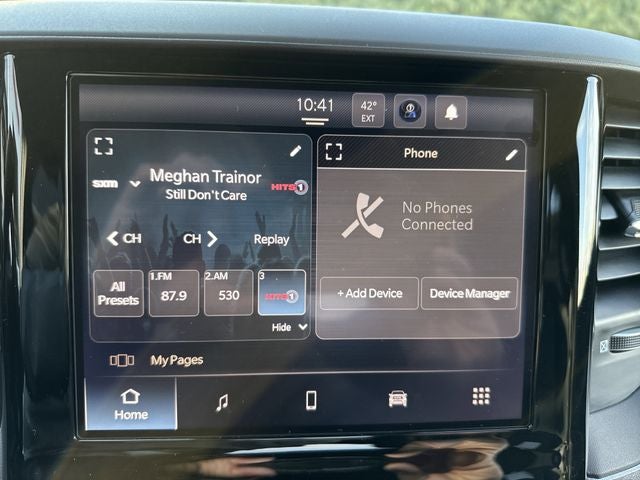 10:41
42°
EXT
sxm
Meghan Trainor
Still Don't Care
HITS1
CH
CH
Replay
All
Presets
1.FM
87.9
2.AM
530
3
HITS1
Hide
Phone
No Phones
Connected
+ Add Device
Device Manager
My Pages
Home